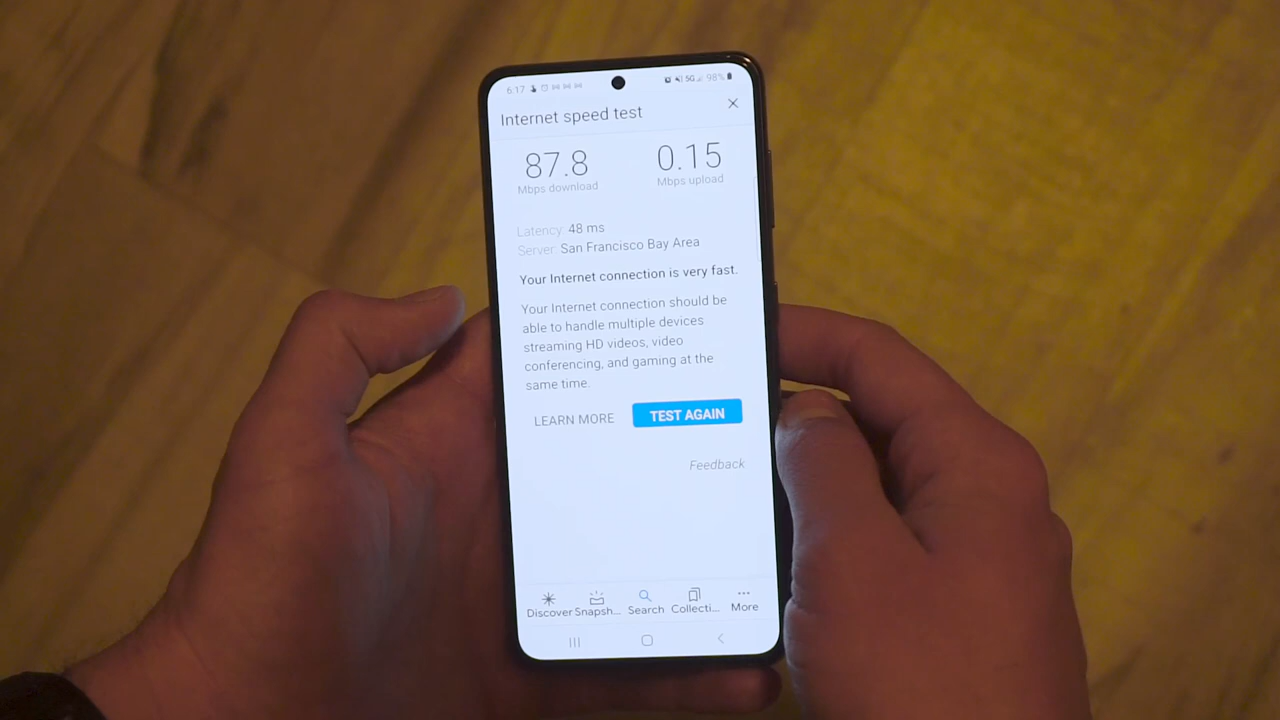 6:17 5G 98%
Internet speed test
87.8 0.15
Mbps download Mbps upload
Latency: 48 ms
Server: San Francisco Bay Area
Your Internet connection is very fast.
Your Internet connection should be
able to handle multiple devices
streaming HD videos, video
conferencing, and gaming at the
same time.
LEARN MORE TEST AGAIN
Feedback
Discover Snapsh... Search Collecti... More